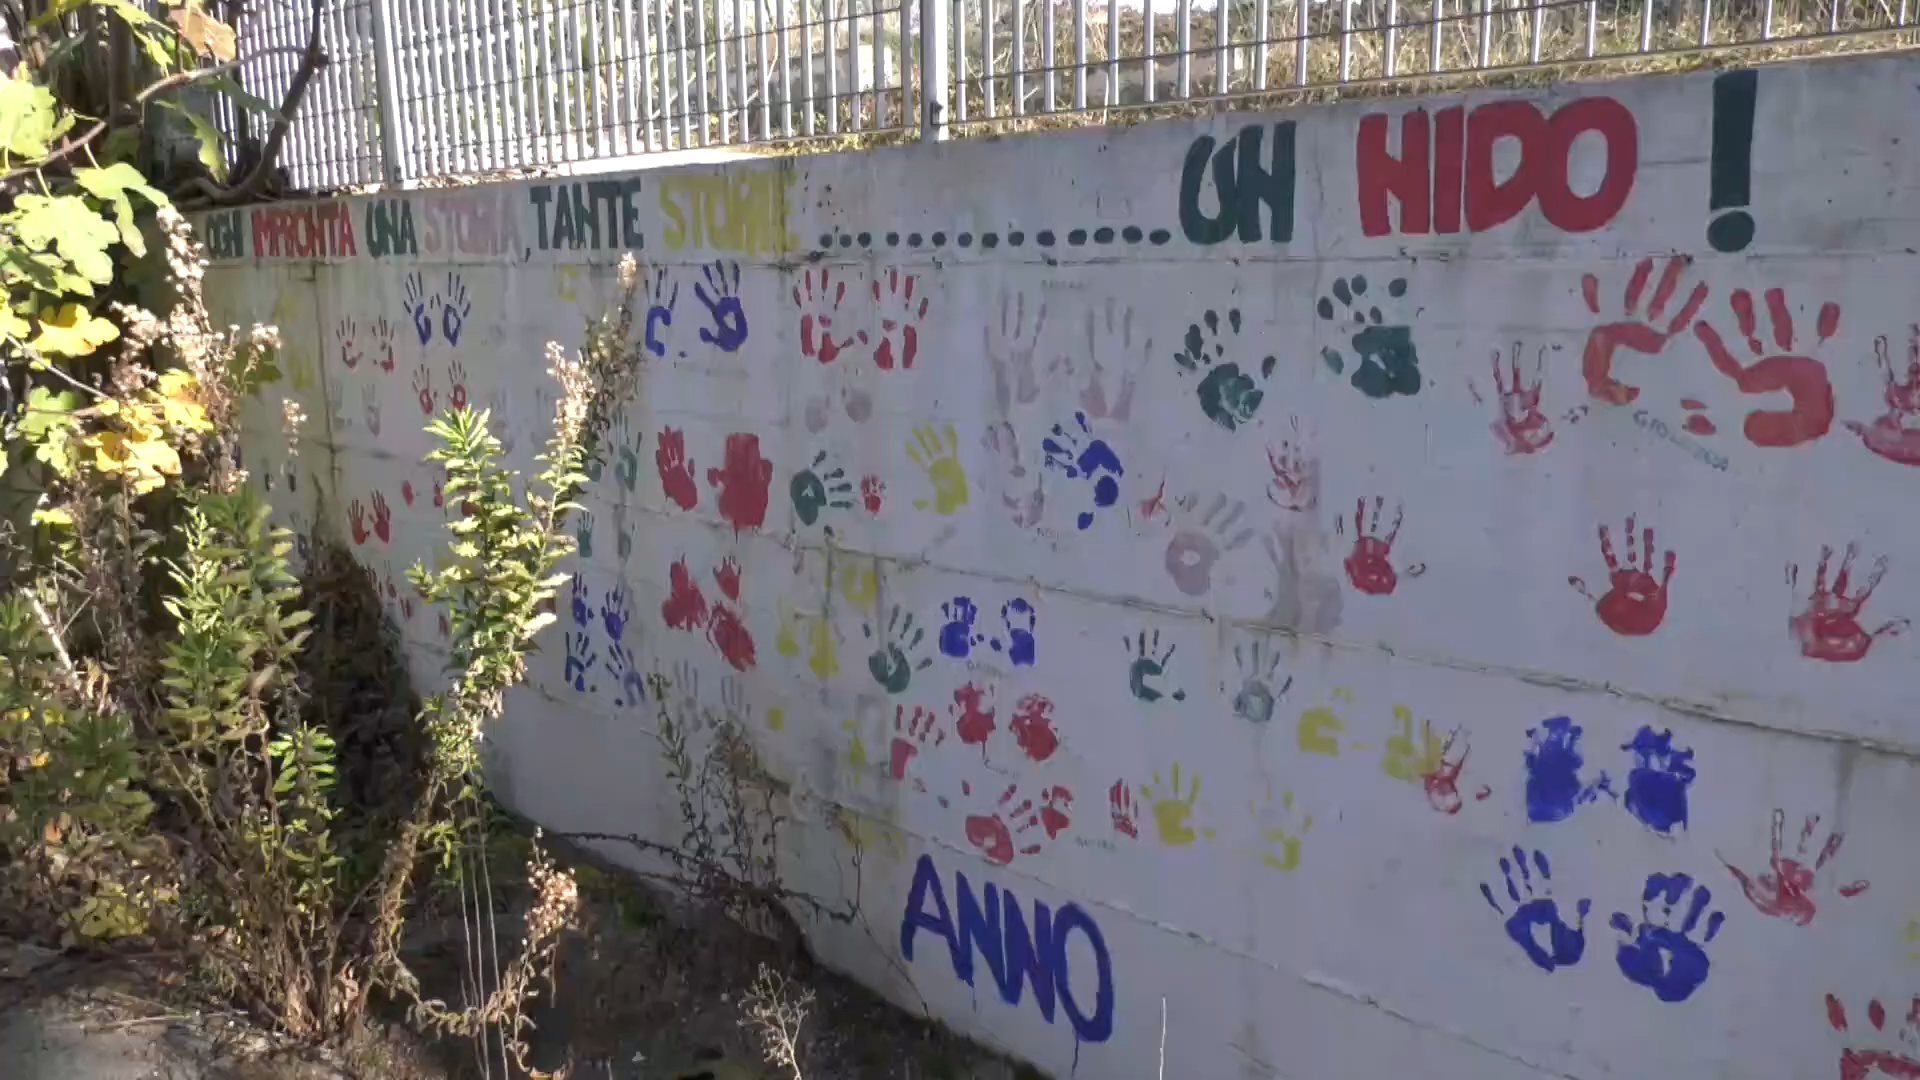 OGNI IMPRONTA UNA STORIA, TANTE STORIE ............... UN NIDO!
ANNO